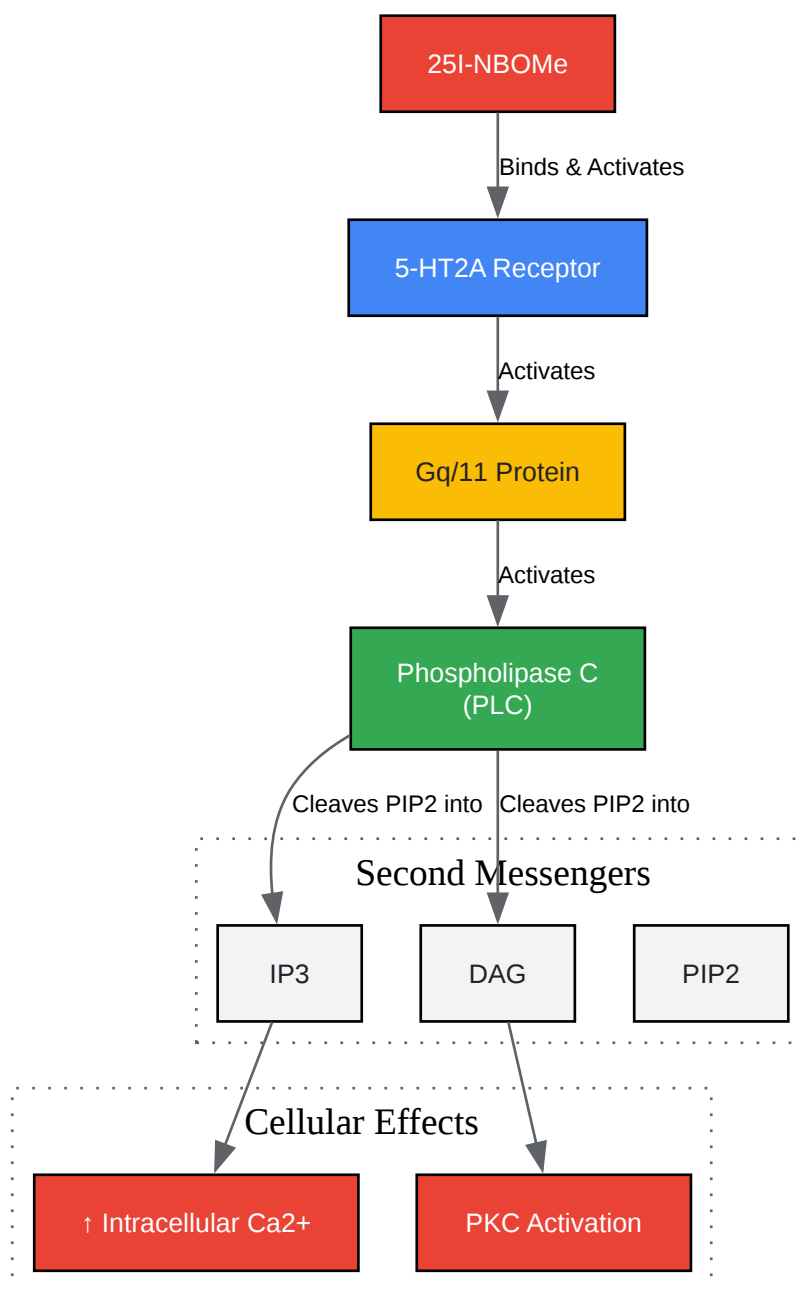 25I-NBOMe
Binds & Activates
5-HT2A Receptor
Activates
Gq/11 Protein
Activates
Phospholipase C
(PLC)
Cleaves PIP2 into
Cleaves PIP2 into
Second Messengers
IP3
DAG
PIP2
Cellular Effects
↑ Intracellular Ca2+
PKC Activation